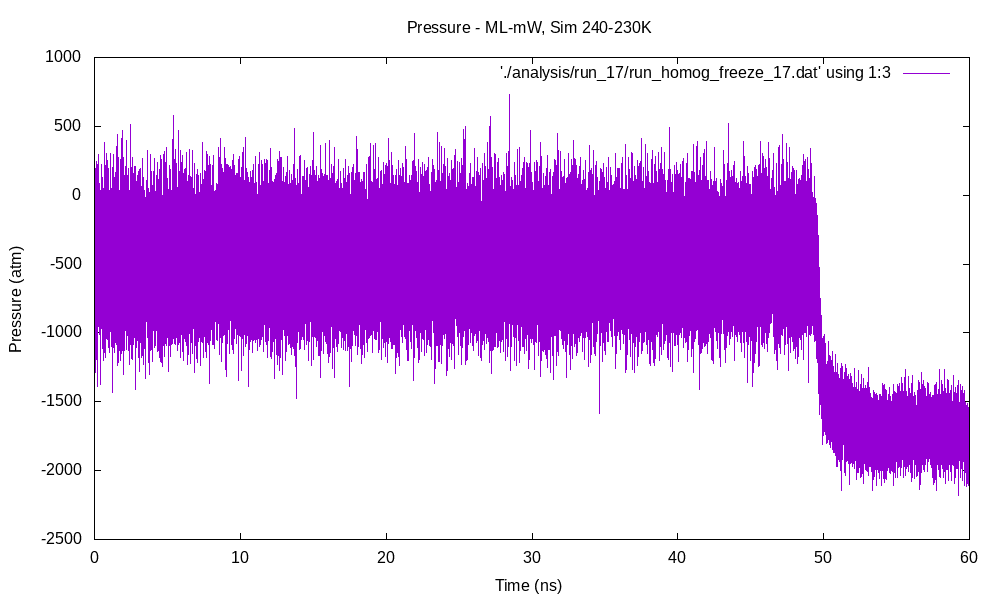 Pressure - ML-mW, Sim 240-230K
'./analysis/run_17/run_homog_freeze_17.dat' using 1:3
1000
500
0
-500
-1000
-1500
-2000
-2500
Pressure (atm)
0 10 20 30 40 50 60
Time (ns)